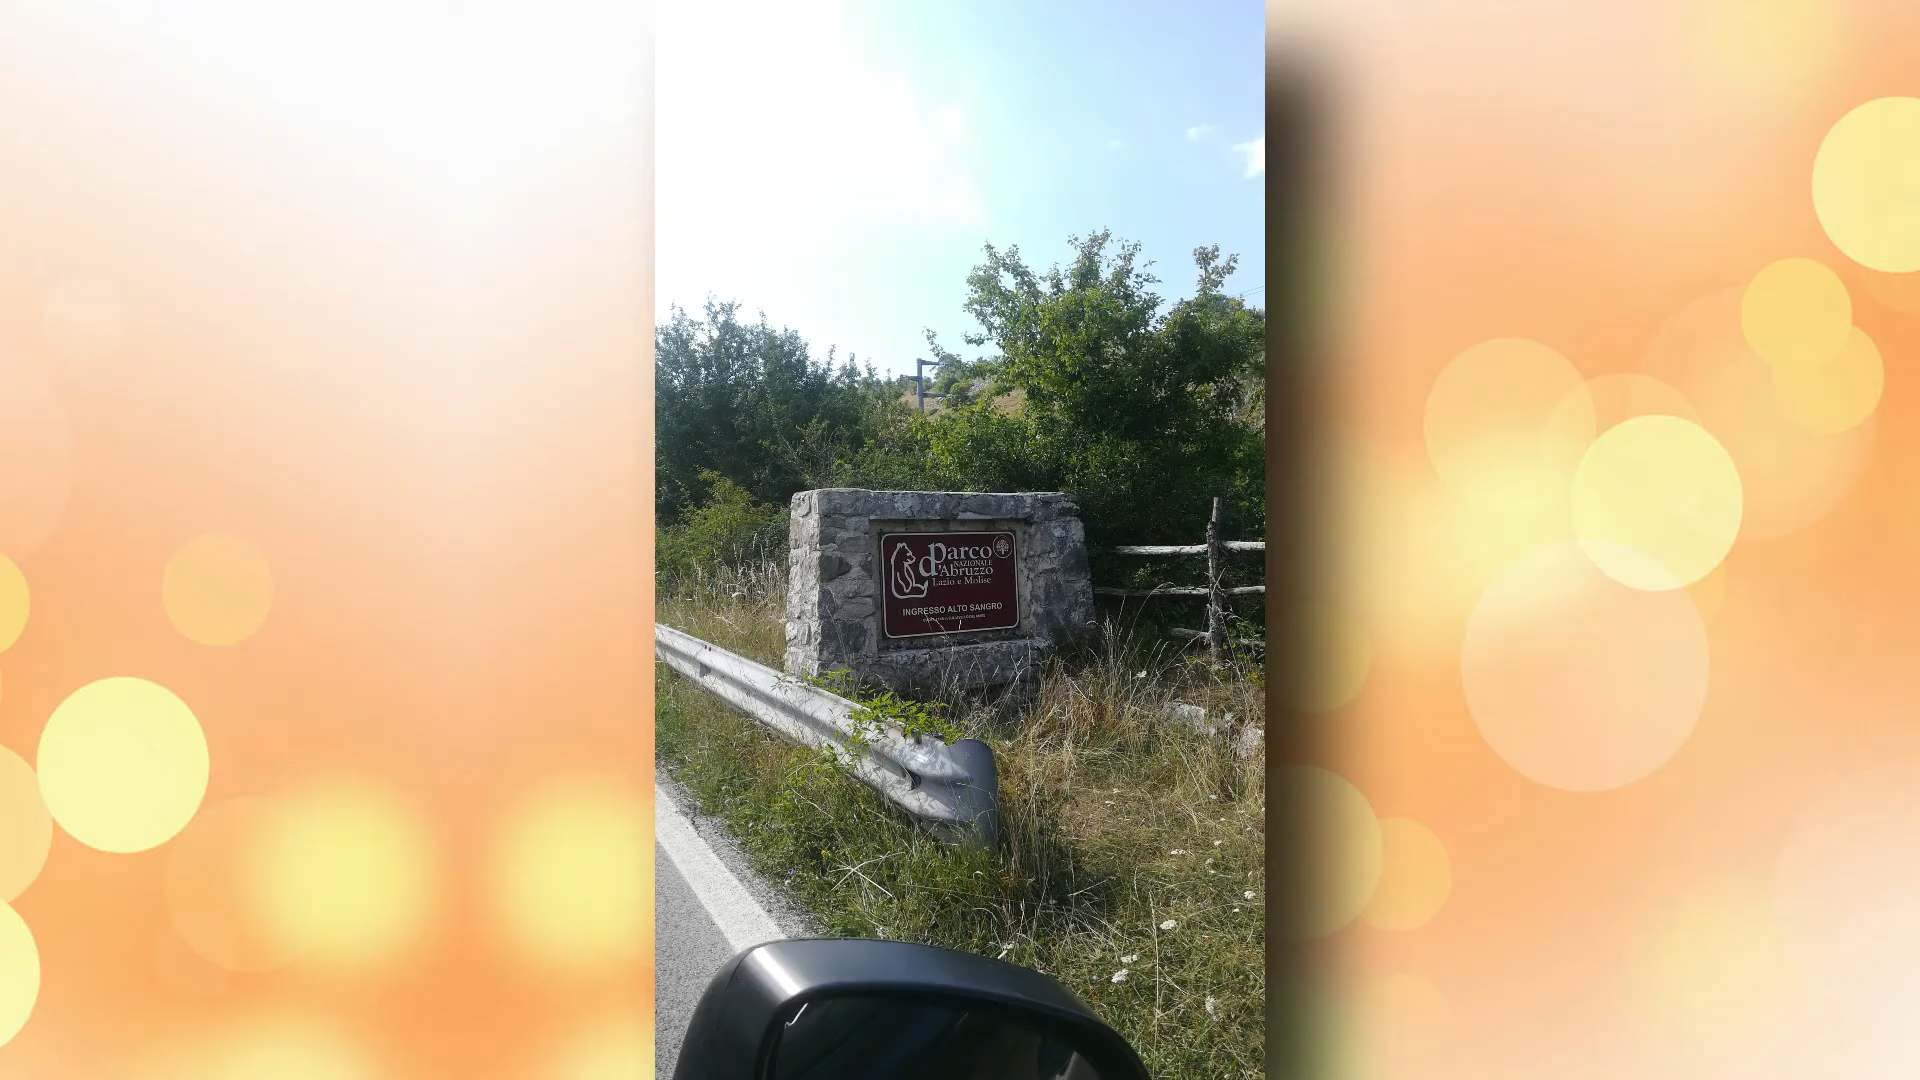 Parco
NAZIONALE
d'Abruzzo
Lazio e Molise
INGRESSO ALTO SANGRO